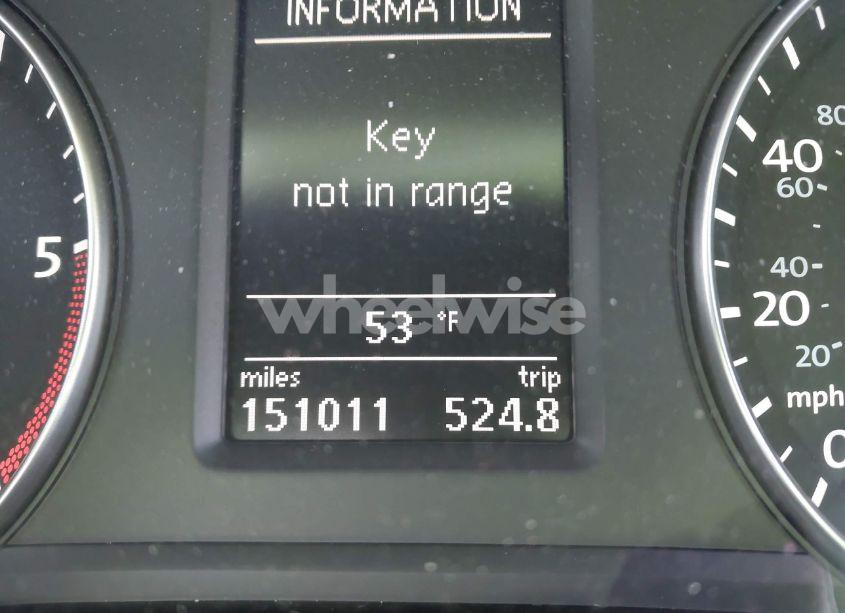 INFORMATION
Key
not in range
wheelwise
53 °F
miles trip
151011 524.8
5
80
40
60
40
20
20
mph
0